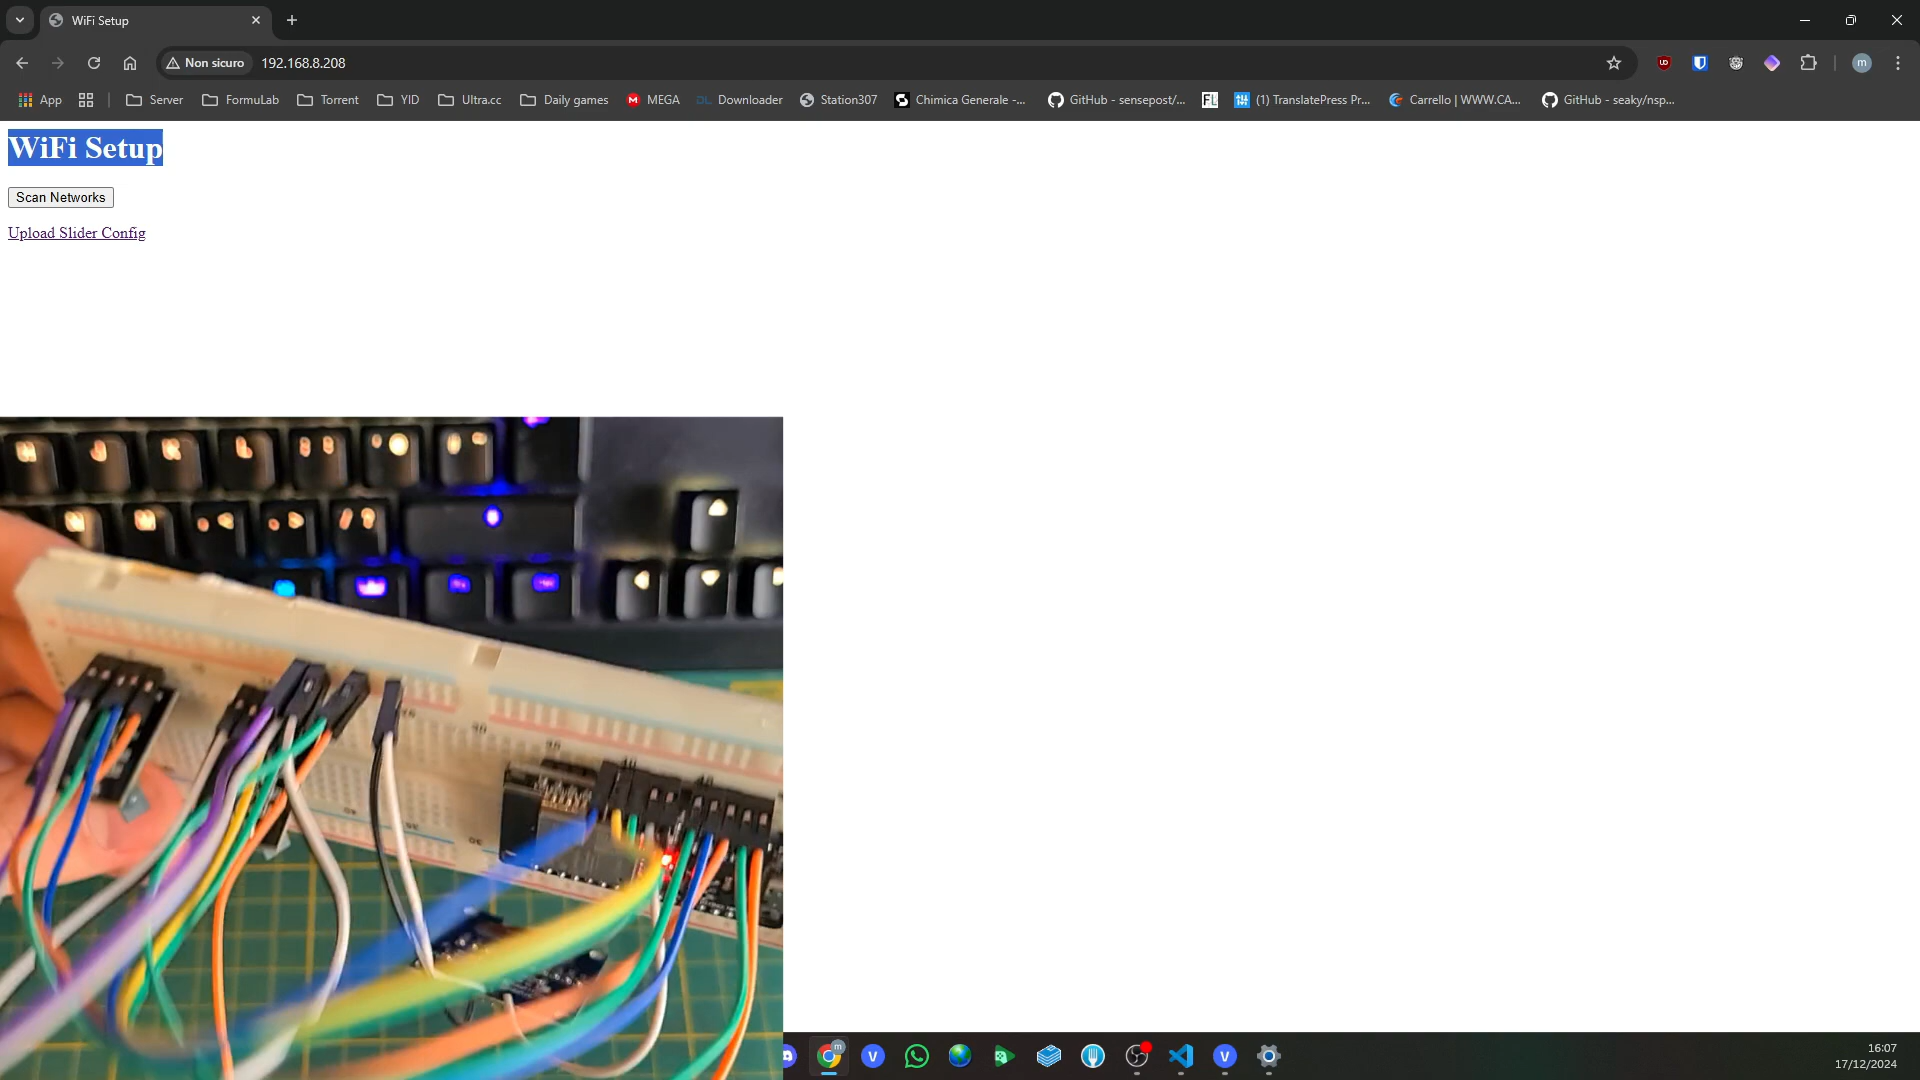 WiFi Setup
Non sicuro
192.168.8.208
m
App
Server
FormuLab
Torrent
YID
Ultra.cc
Daily games
MEGA
DL
Downloader
Station307
Chimica Generale -...
GitHub - sensepost/...
FL
(1) TranslatePress Pr...
Carrello | WWW.CA...
GitHub - seaky/nsp...
WiFi Setup
Scan Networks
Upload Slider Config
m
V
V
16:07
17/12/2024